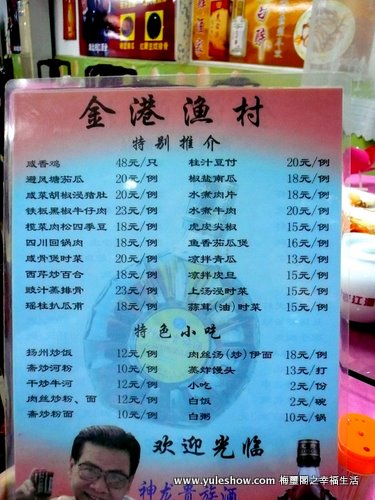 金港渔村
特别推介
咸香鸡 48元/只 柱汁豆付 20元/例
避风塘茄瓜 20元/例 椒盐南瓜 18元/例
咸菜胡椒浸猪肚 20元/例 水煮肉片 18元/例
铁板黑椒牛仔肉 23元/例 水煮牛肉 20元/例
榄菜肉松四季豆 18元/例 虎皮尖椒 15元/例
四川回锅肉 18元/例 鱼香茄瓜煲 16元/例
咸鱼煲时菜 20元/例 凉拌青瓜 13元/例
西芹炒百合 18元/例 凉拌皮旦 15元/例
豉汁蒸排骨 23元/例 上汤浸时菜 15元/例
瑶柱扒瓜甫 18元/例 蒜茸(油)时菜 15元/例
特色小吃
扬州炒饭 12元/例 肉丝汤(炒)伊面 18元/例
斋炒河粉 10元/例 蒸炸馒头 13元/打
干炒牛河 12元/例 小吃 2元/份
肉丝炒粉、面 12元/例 白饭 2元/碗
斋炒粉面 10元/例 白粥 10元/锅
欢迎光临
神龙贵族酒
www.yuleshow.com 梅璽閣之幸福生活